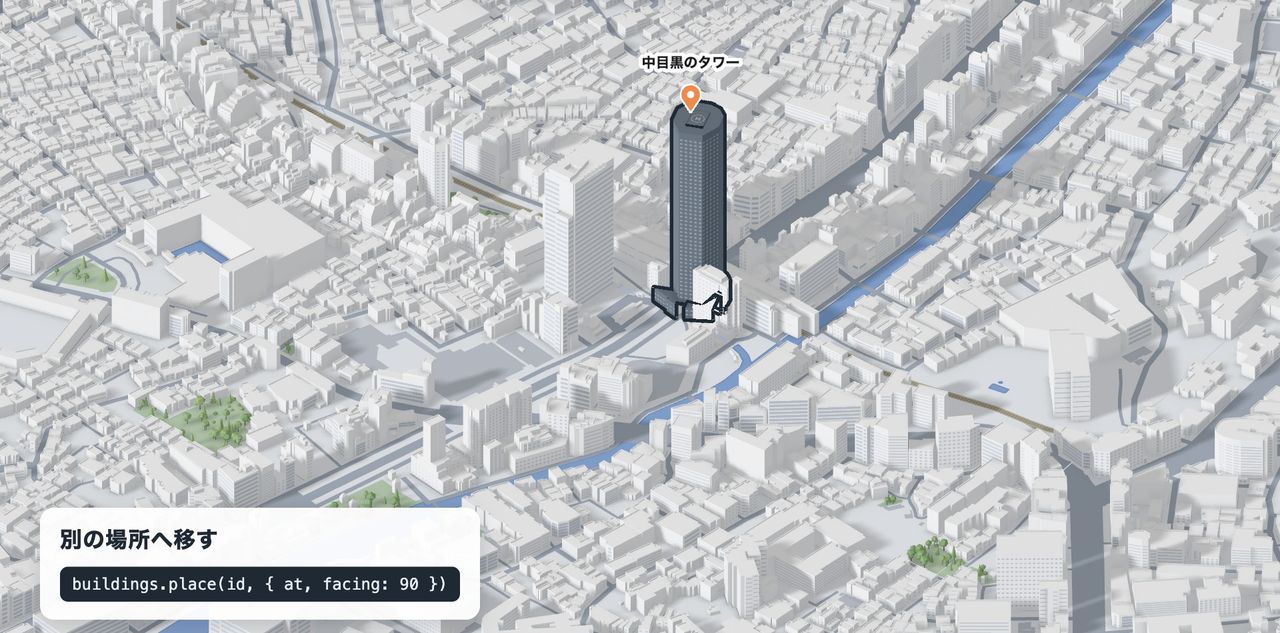 中目黒のタワー
別の場所へ移す
buildings.place(id, { at, facing: 90 })